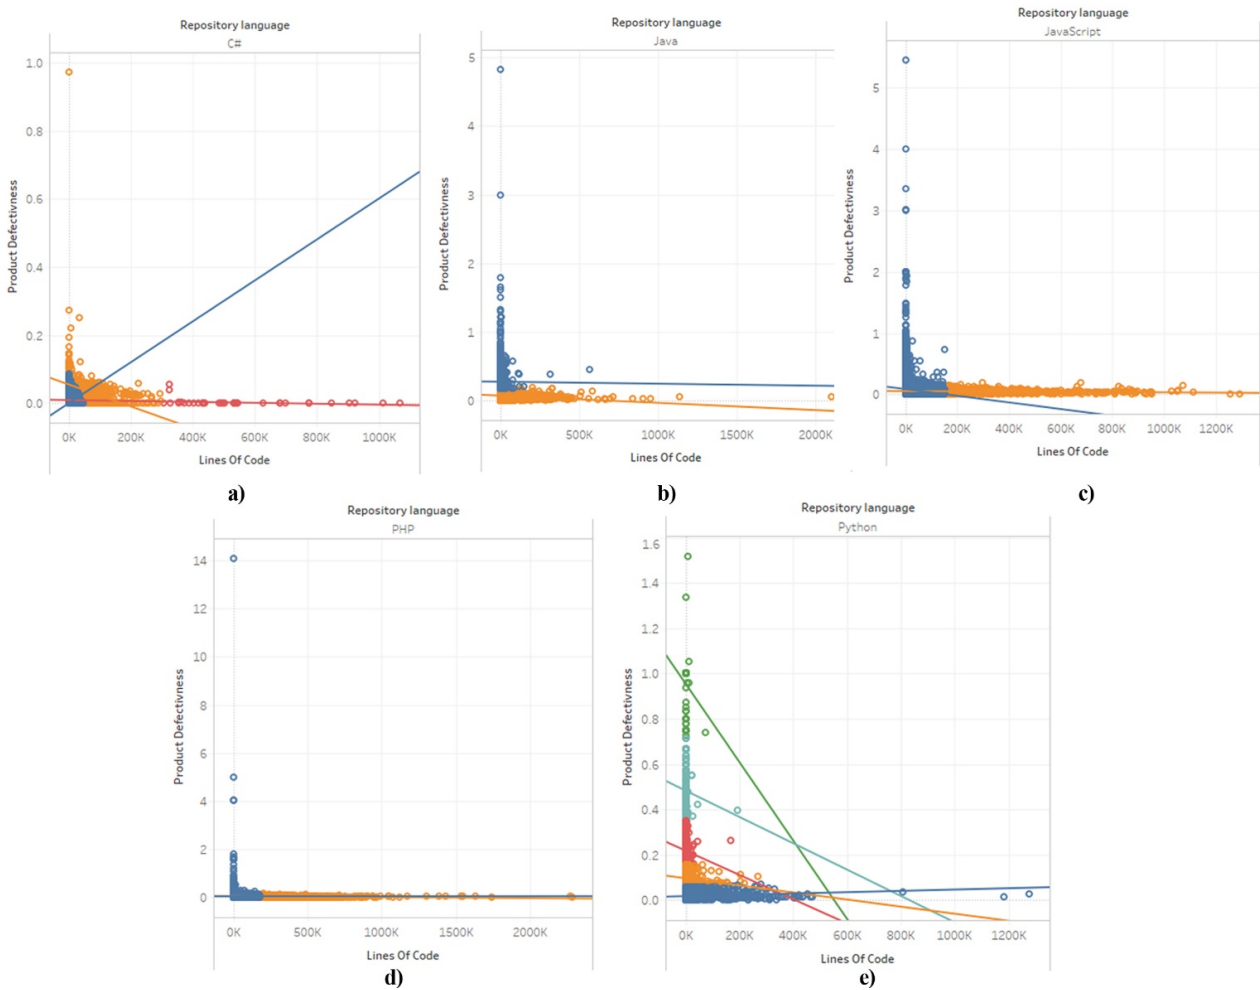 Repository language
C#
1.0
0.8
0.6
0.4
0.2
0.0
Product Defectivness
0K 200K 400K 600K 800K 1000K
Lines Of Code
a)
Repository language
Java
5
4
3
2
1
0
Product Defectivness
0K 500K 1000K 1500K 2000K
Lines Of Code
b)
Repository language
JavaScript
5
4
3
2
1
0
Product Defectivness
0K 200K 400K 600K 800K 1000K 1200K
Lines Of Code
c)
Repository language
PHP
14
12
10
8
6
4
2
0
Product Defectivness
0K 500K 1000K 1500K 2000K
Lines Of Code
d)
Repository language
Python
1.6
1.4
1.2
1.0
0.8
0.6
0.4
0.2
0.0
Product Defectivness
0K 200K 400K 600K 800K 1000K 1200K
Lines Of Code
e)